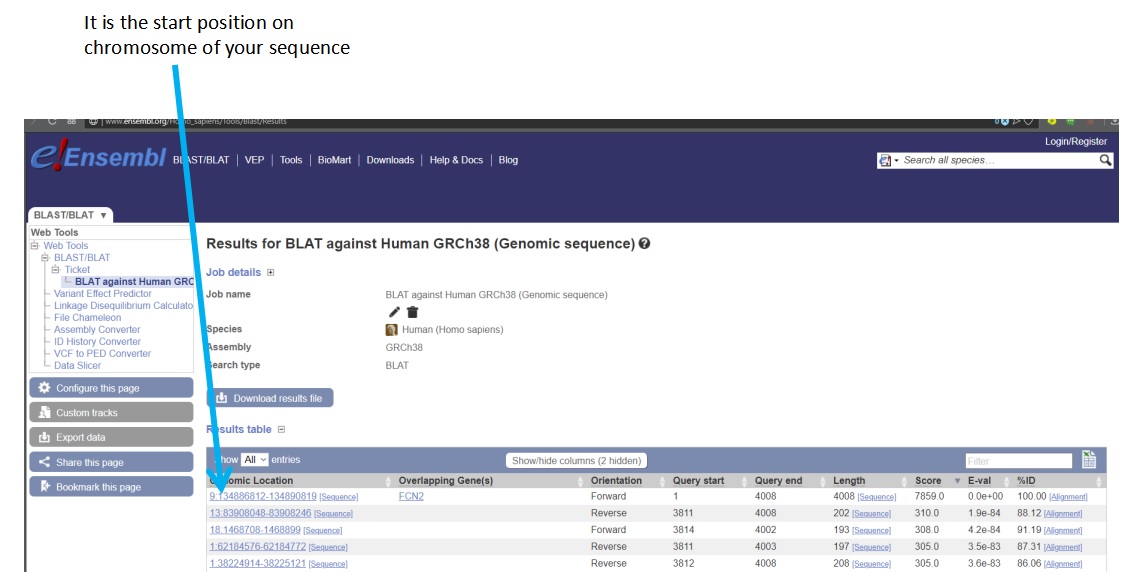 It is the start position on
chromosome of your sequence
www.ensembl.org/Homo_sapiens/Tools/Blast/Results
Login/Register
e!Ensembl BLAST/BLAT | VEP | Tools | BioMart | Downloads | Help & Docs | Blog
Search all species…
BLAST/BLAT ▼
Web Tools
Web Tools
BLAST/BLAT
Ticket
BLAT against Human GRC
Variant Effect Predictor
Linkage Disequilibrium Calculato
File Chameleon
Assembly Converter
ID History Converter
VCF to PED Converter
Data Slicer
Configure this page
Custom tracks
Export data
Share this page
Bookmark this page
Results for BLAT against Human GRCh38 (Genomic sequence)
Job details
Job name BLAT against Human GRCh38 (Genomic sequence)
Species Human (Homo sapiens)
Assembly GRCh38
Search type BLAT
Download results file
Results table
Show All entries Show/hide columns (2 hidden) Filter
Genomic Location Overlapping Gene(s) Orientation Query start Query end Length Score E-val %ID
9:134886812-134890819 [Sequence] FCN2 Forward 1 4008 4008 [Sequence] 7859.0 0.0e+00 100.00 [Alignment]
13:83908048-83908246 [Sequence] Reverse 3811 4008 202 [Sequence] 310.0 1.9e-84 88.12 [Alignment]
18:1468708-1468899 [Sequence] Forward 3814 4002 193 [Sequence] 308.0 4.2e-84 91.19 [Alignment]
1:62184576-62184772 [Sequence] Reverse 3811 4003 197 [Sequence] 305.0 3.5e-83 87.31 [Alignment]
1:38224914-38225121 [Sequence] Reverse 3812 4008 208 [Sequence] 305.0 3.6e-83 86.06 [Alignment]